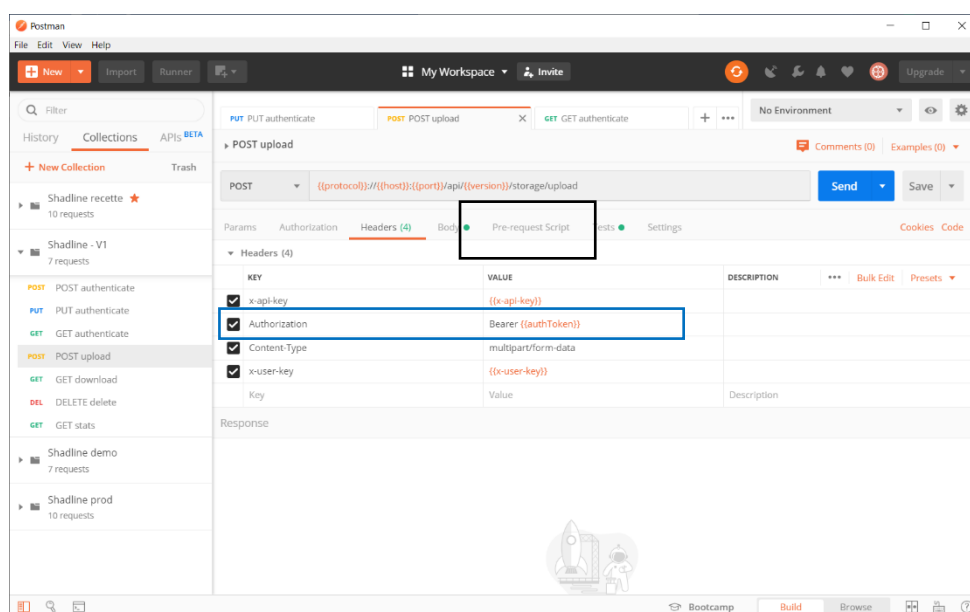 Postman
File Edit View Help
New Import Runner My Workspace Invite Upgrade
Filter
History Collections APIs BETA
+ New Collection Trash
Shadline recette
10 requests
Shadline - V1
7 requests
POST POST authenticate
PUT PUT authenticate
GET GET authenticate
POST POST upload
GET GET download
DEL DELETE delete
GET GET stats
Shadline demo
7 requests
Shadline prod
10 requests
PUT PUT authenticate POST POST upload GET GET authenticate No Environment
POST upload Comments (0) Examples (0)
POST {{protocol}}://{{host}}:{{port}}/api/{{version}}/storage/upload Send Save
Params Authorization Headers (4) Body Pre-request Script ests Settings Cookies Code
Headers (4)
KEY VALUE DESCRIPTION Bulk Edit Presets
x-api-key {{x-api-key}}
Authorization Bearer {{authToken}}
Content-Type multipart/form-data
x-user-key {{x-user-key}}
Key Value Description
Response
Bootcamp Build Browse